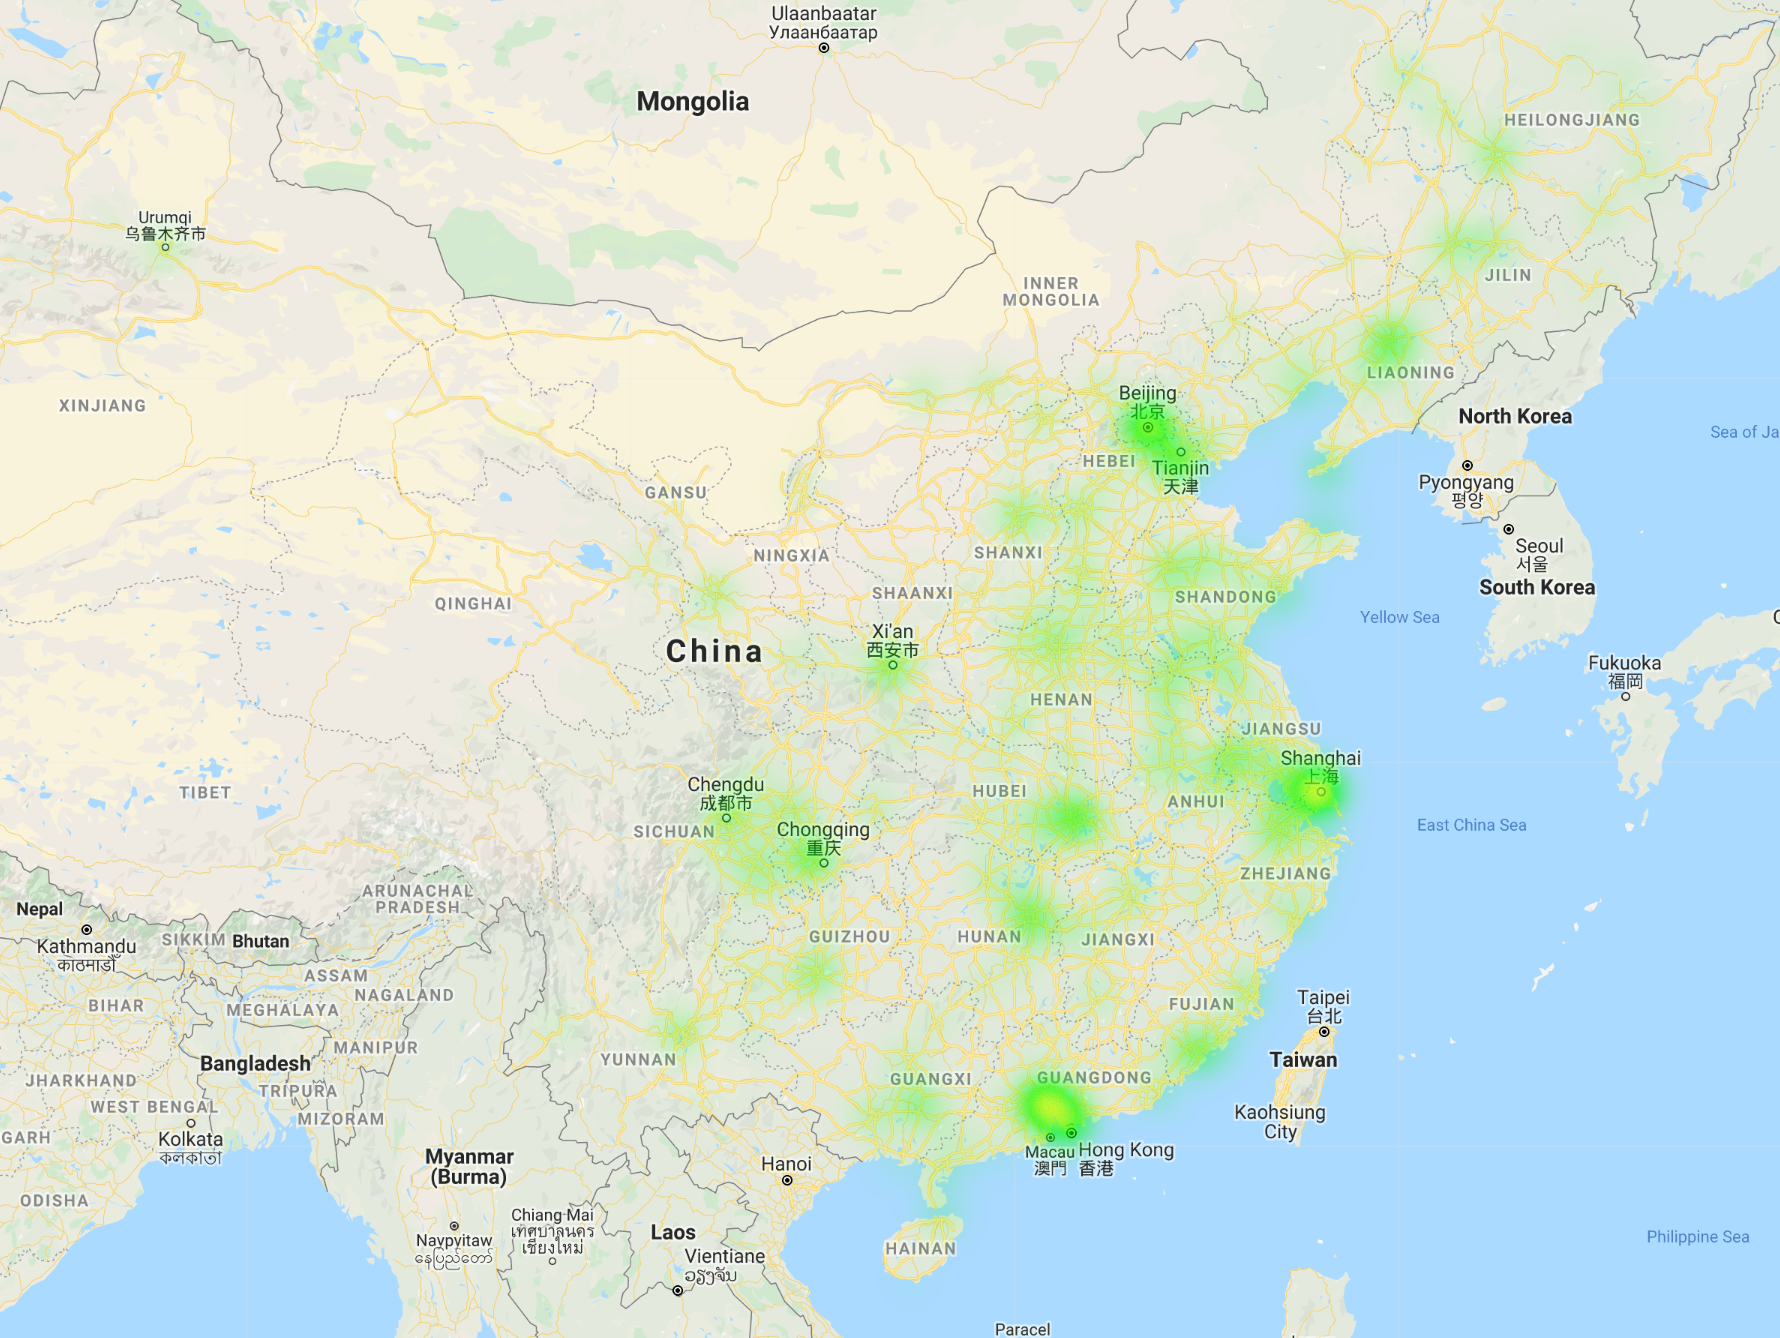 Ulaanbaatar
Улаанбаатар
Mongolia
HEILONGJIANG
Urumqi
乌鲁木齐市
JILIN
INNER
MONGOLIA
LIAONING
Beijing
北京
XINJIANG
North Korea
Sea of Ja
HEBEI
Tianjin
天津
Pyongyang
평양
GANSU
Seoul
서울
South Korea
NINGXIA
SHANXI
SHAANXI
SHANDONG
QINGHAI
Yellow Sea
Xi'an
西安市
China
Fukuoka
福岡
HENAN
JIANGSU
Shanghai
上海
Chengdu
成都市
TIBET
HUBEI
ANHUI
East China Sea
SICHUAN
Chongqing
重庆
ZHEJIANG
ARUNACHAL
PRADESH
Nepal
Kathmandu
काठमाडौं
SIKKIM
Bhutan
GUIZHOU
HUNAN
JIANGXI
ASSAM
NAGALAND
BIHAR
MEGHALAYA
FUJIAN
Taipei
台北
MANIPUR
Bangladesh
YUNNAN
Taiwan
JHARKHAND
TRIPURA
GUANGXI
GUANGDONG
WEST BENGAL
MIZORAM
Kaohsiung
City
GARH
Kolkata
কলকাতা
Macau
澳門
Hong Kong
香港
Myanmar
(Burma)
Hanoi
ODISHA
Chiang Mai
เทศบาลนคร
เชียงใหม่
Naypyitaw
နေပြည်တော်
Laos
Vientiane
ວຽງຈັນ
HAINAN
Philippine Sea
Paracel